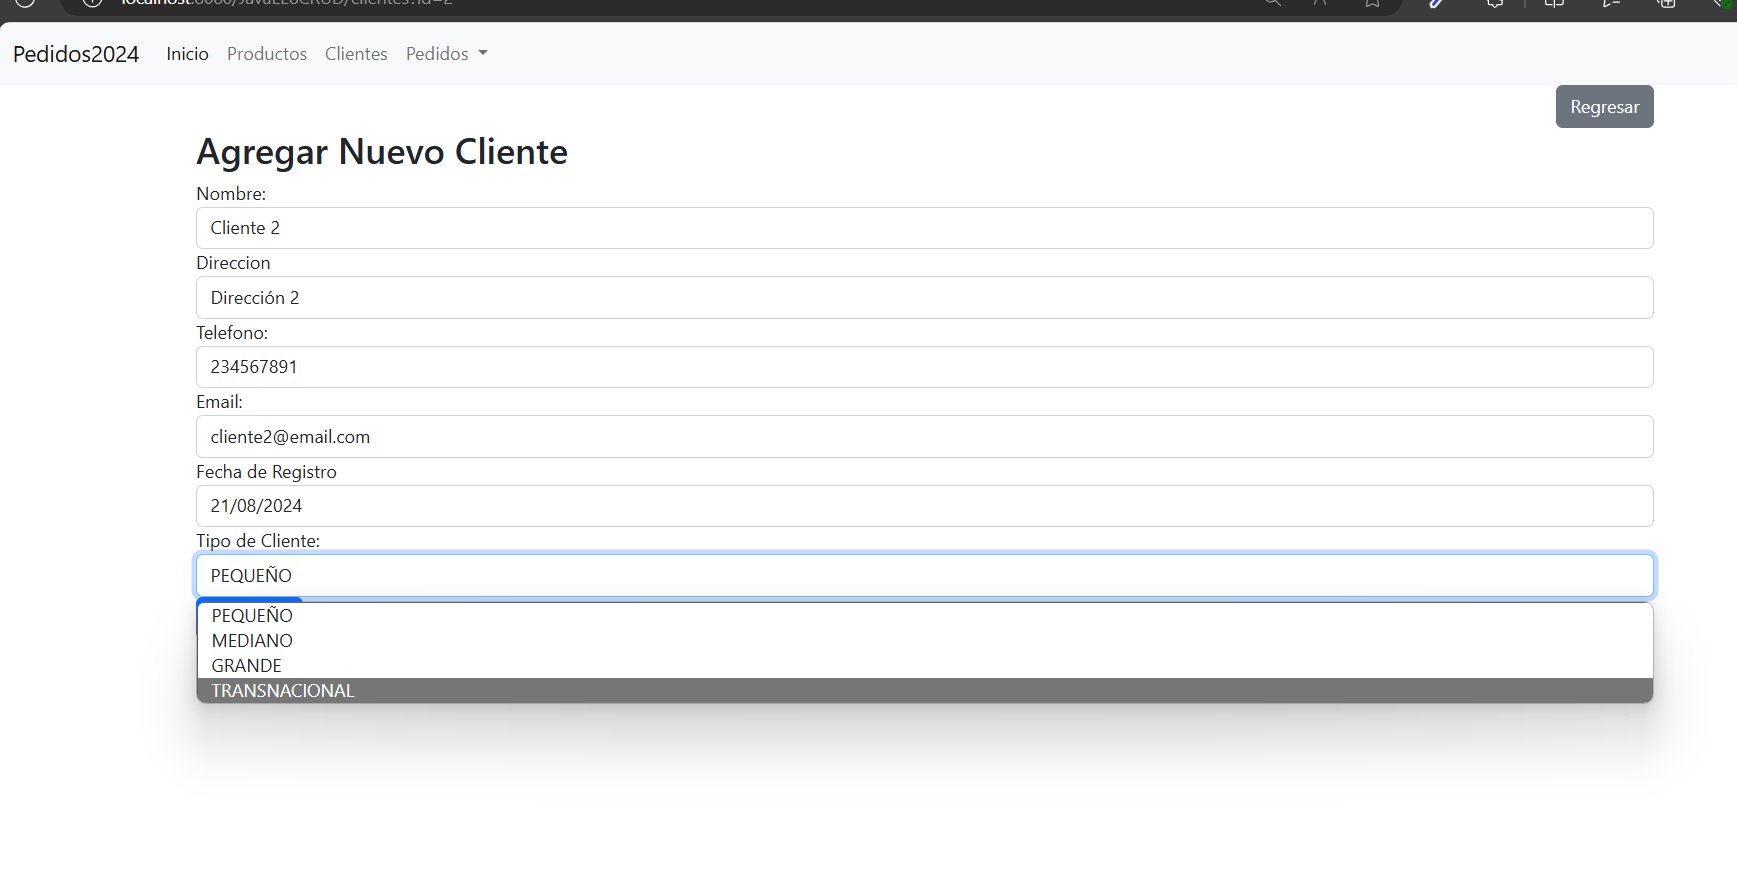 Pedidos2024 Inicio Productos Clientes Pedidos
Regresar
Agregar Nuevo Cliente
Nombre:
Cliente 2
Direccion
Dirección 2
Telefono:
234567891
Email:
cliente2@email.com
Fecha de Registro
21/08/2024
Tipo de Cliente:
PEQUEÑO
PEQUEÑO
MEDIANO
GRANDE
TRANSNACIONAL